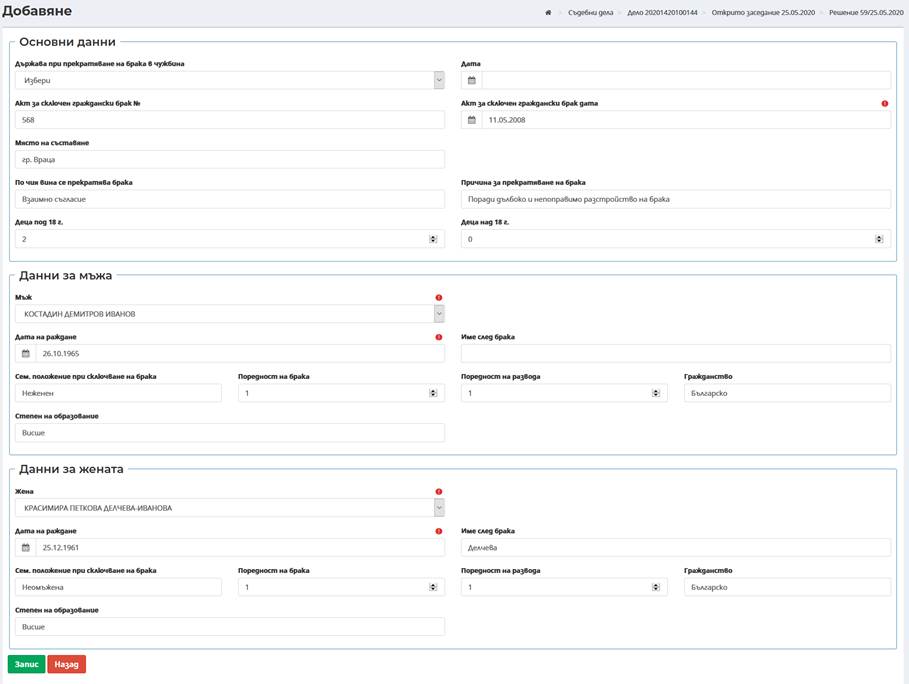 Добавяне
Съдебни дела
Дело 20201420100144
Открито заседание 25.05.2020
Решение 59/25.05.2020
Основни данни
Държава при прекратяване на брака в чужбина
Дата
Избери
Акт за сключен граждански брак №
Акт за сключен граждански брак дата
568
11.05.2008
Място на съставяне
гр. Враца
По чия вина се прекратява брака
Причина за прекратяване на брака
Взаимно съгласие
Поради дълбоко и непоправимо разстройство на брака
Деца под 18 г.
Деца над 18 г.
2
0
Данни за мъжа
Мъж
КОСТАДИН ДЕМИТРОВ ИВАНОВ
Дата на раждане
Име след брака
26.10.1965
Сем. положение при сключване на брака
Поредност на брака
Поредност на развода
Гражданство
Неженен
1
1
Българско
Степен на образование
Висше
Данни за жената
Жена
КРАСИМИРА ПЕТКОВА ДЕЛЧЕВА-ИВАНОВА
Дата на раждане
Име след брака
25.12.1961
Делчева
Сем. положение при сключване на брака
Поредност на брака
Поредност на развода
Гражданство
Неомъжена
1
1
Българско
Степен на образование
Висше
Запис
Назад